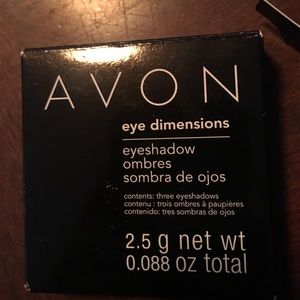 AVON
eye dimensions
eyeshadow
ombres
sombra de ojos
contents: three eyeshadows
contenu : trois ombres à paupières
contenido: tres sombras de ojos
2.5 g net wt
0.088 oz total